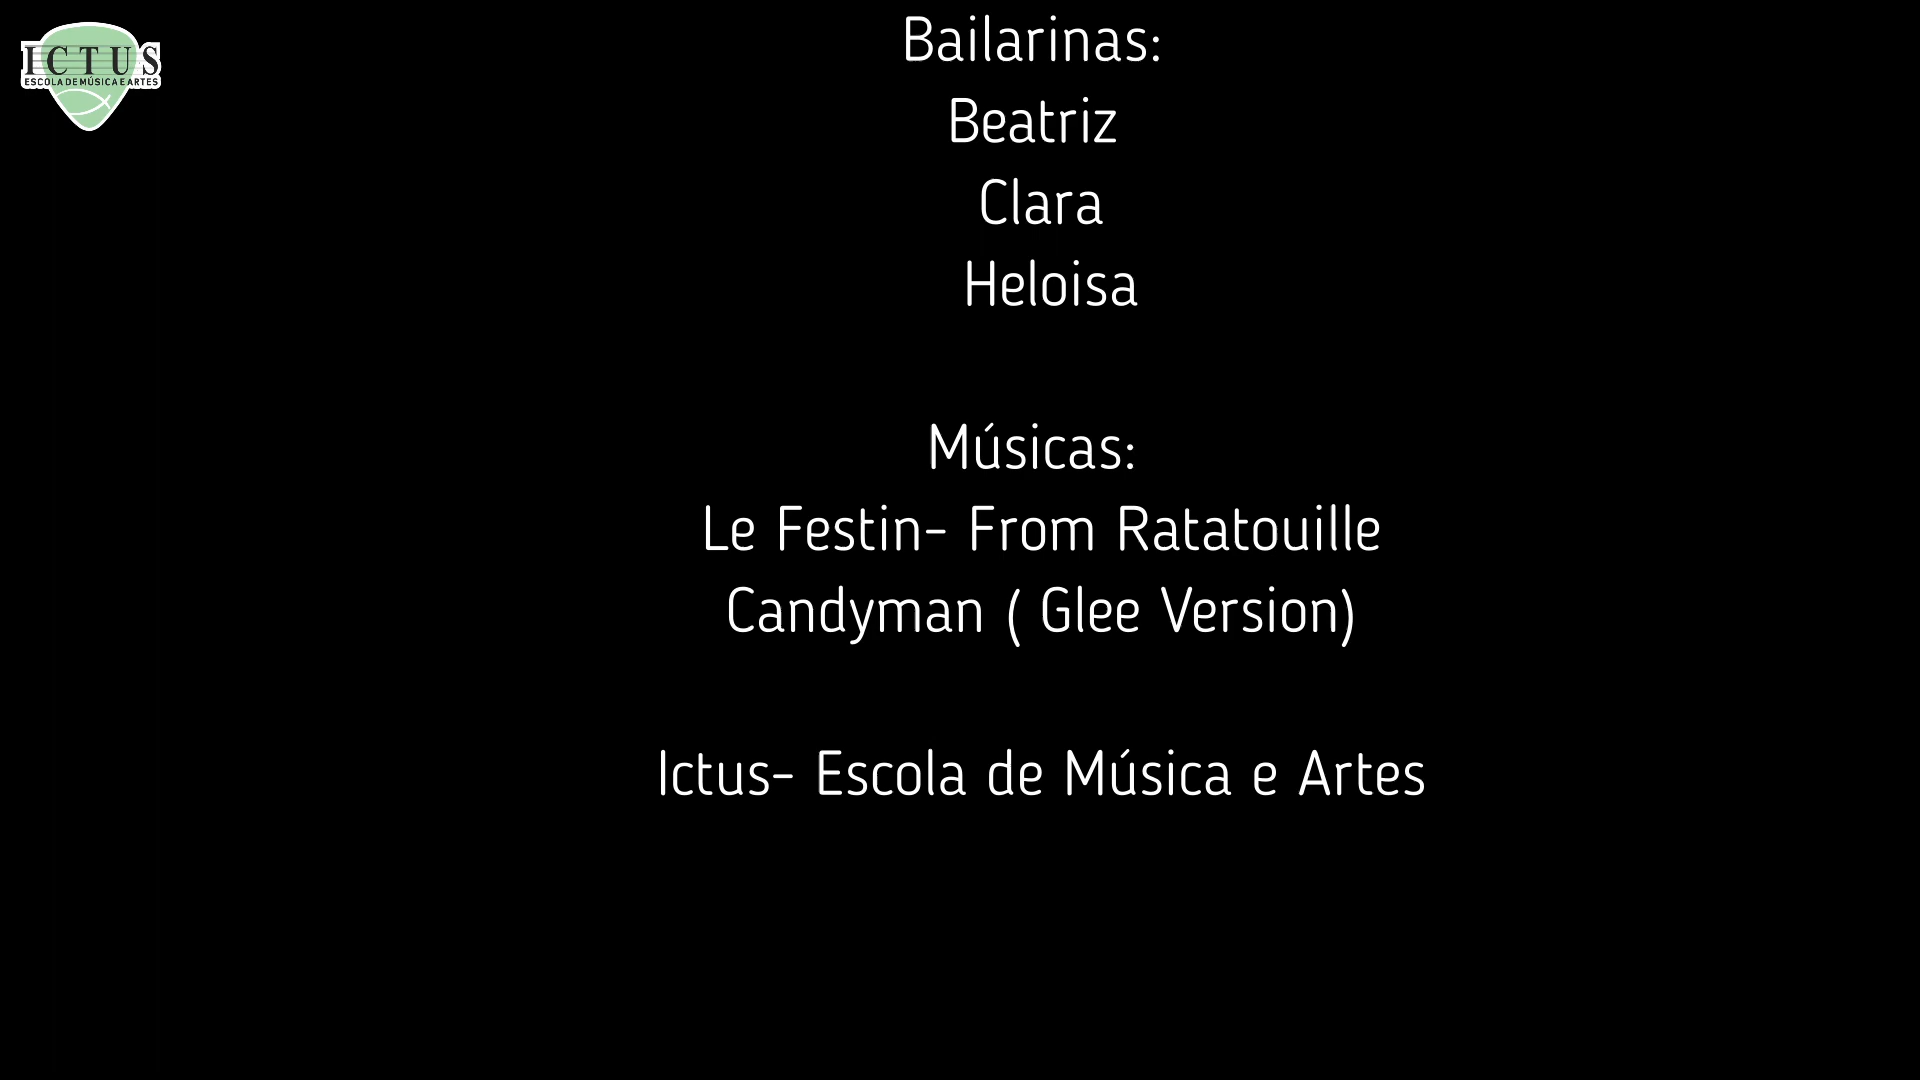 ICTUS
ESCOLA DE MÚSICA E ARTES
Bailarinas:
Beatriz
Clara
Heloisa
Músicas:
Le Festin- From Ratatouille
Candyman ( Glee Version)
Ictus- Escola de Música e Artes